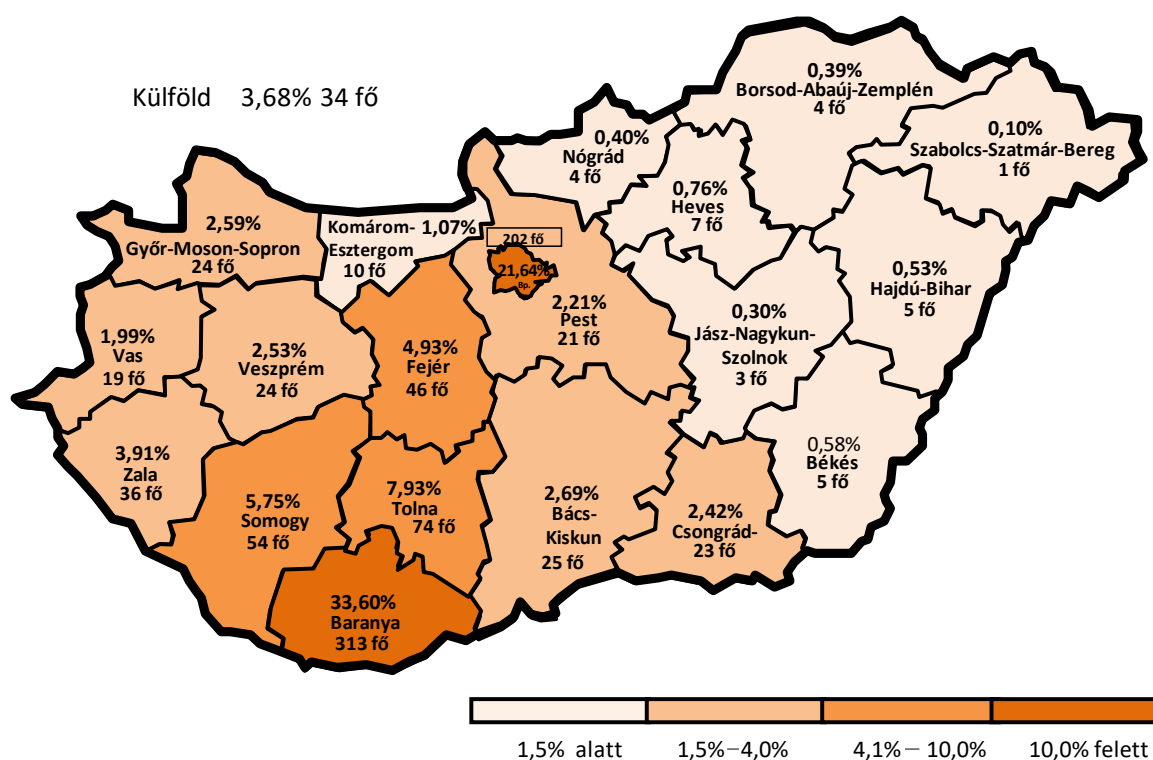 Külföld 3,68% 34 fő
0,39%
Borsod-Abaúj-Zemplén
4 fő
0,10%
Szabolcs-Szatmár-Bereg
1 fő
0,40%
Nógrád
4 fő
0,76%
Heves
7 fő
2,59%
Győr-Moson-Sopron
24 fő
Komárom- 1,07%
Esztergom
10 fő
202 fő
21,64%
Bp.
0,53%
Hajdú-Bihar
5 fő
2,21%
Pest
21 fő
0,30%
Jász-Nagykun-
Szolnok
3 fő
1,99%
Vas
19 fő
2,53%
Veszprém
24 fő
4,93%
Fejér
46 fő
3,91%
Zala
36 fő
5,75%
Somogy
54 fő
7,93%
Tolna
74 fő
2,69%
Bács-
Kiskun
25 fő
2,42%
Csongrád-
23 fő
0,58%
Békés
5 fő
33,60%
Baranya
313 fő
1,5% alatt 1,5%–4,0% 4,1% – 10,0% 10,0% felett